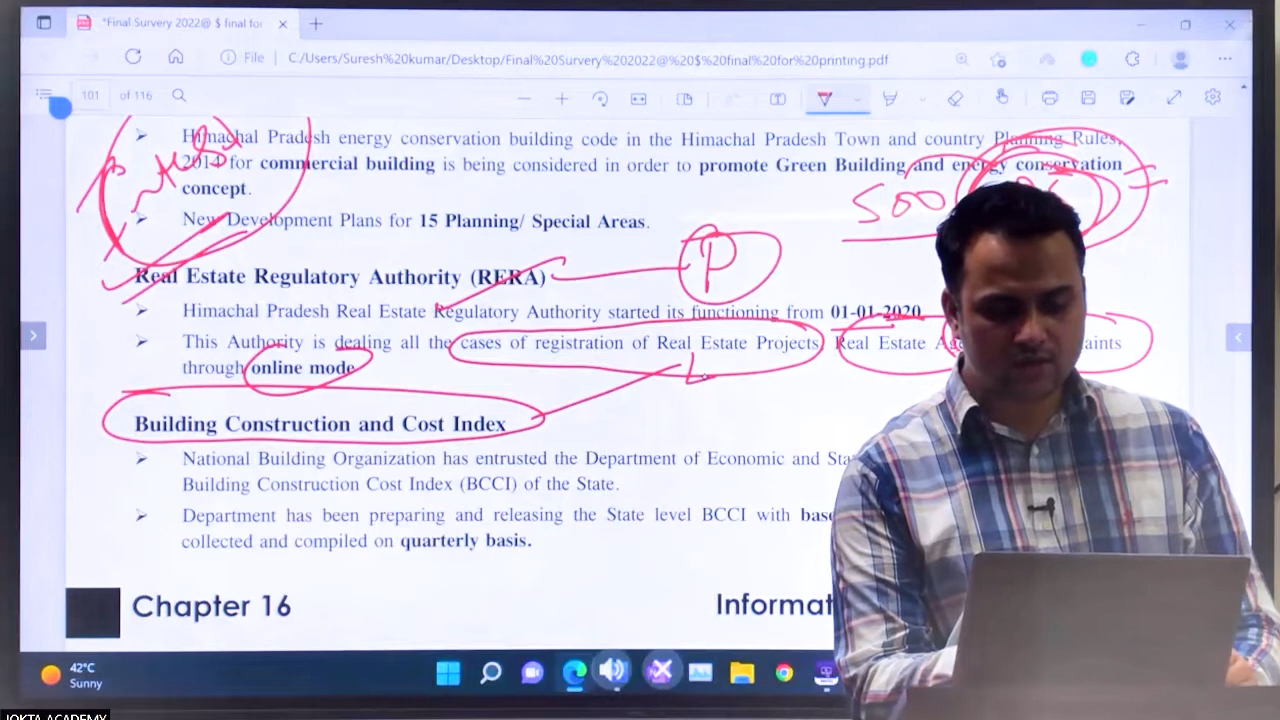 *Final Survery 2022@ $ final for
File C:/Users/Suresh%20kumar/Desktop/Final%20Survery%202022@%20$%20final%20for%20printing.pdf
101 of 116
Himachal Pradesh energy conservation building code in the Himachal Pradesh Town and country Planning Rules,
2014 for commercial building is being considered in order to promote Green Building and energy conservation
concept.
500
New Development Plans for 15 Planning/ Special Areas.
P
Real Estate Regulatory Authority (RERA)
Himachal Pradesh Real Estate Regulatory Authority started its functioning from 01-01-2020
This Authority is dealing all the cases of registration of Real Estate Projects Real Estate
through online mode
Building Construction and Cost Index
National Building Organization has entrusted the Department of Economic and
Building Construction Cost Index (BCCI) of the State.
Department has been preparing and releasing the State level BCCI with
collected and compiled on quarterly basis.
Chapter 16
42°C
Sunny
JOKTA ACADEMY